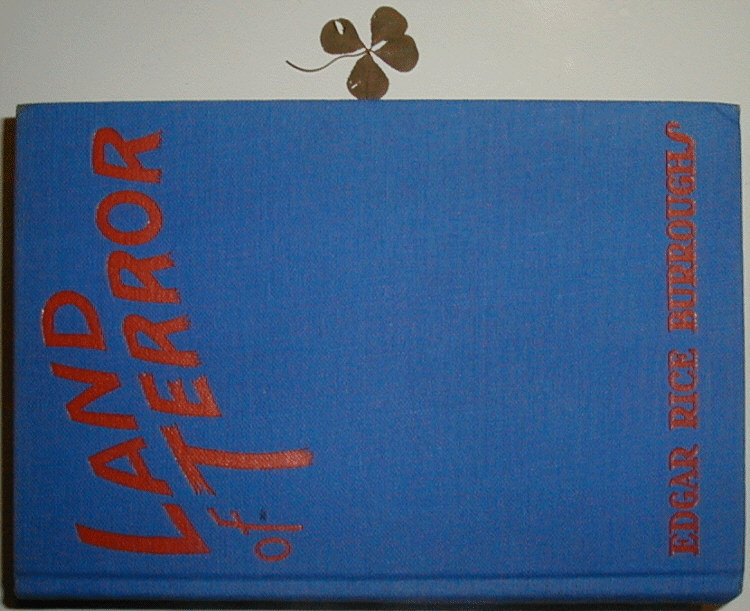 LAND
of TERROR
EDGAR RICE BURROUGHS